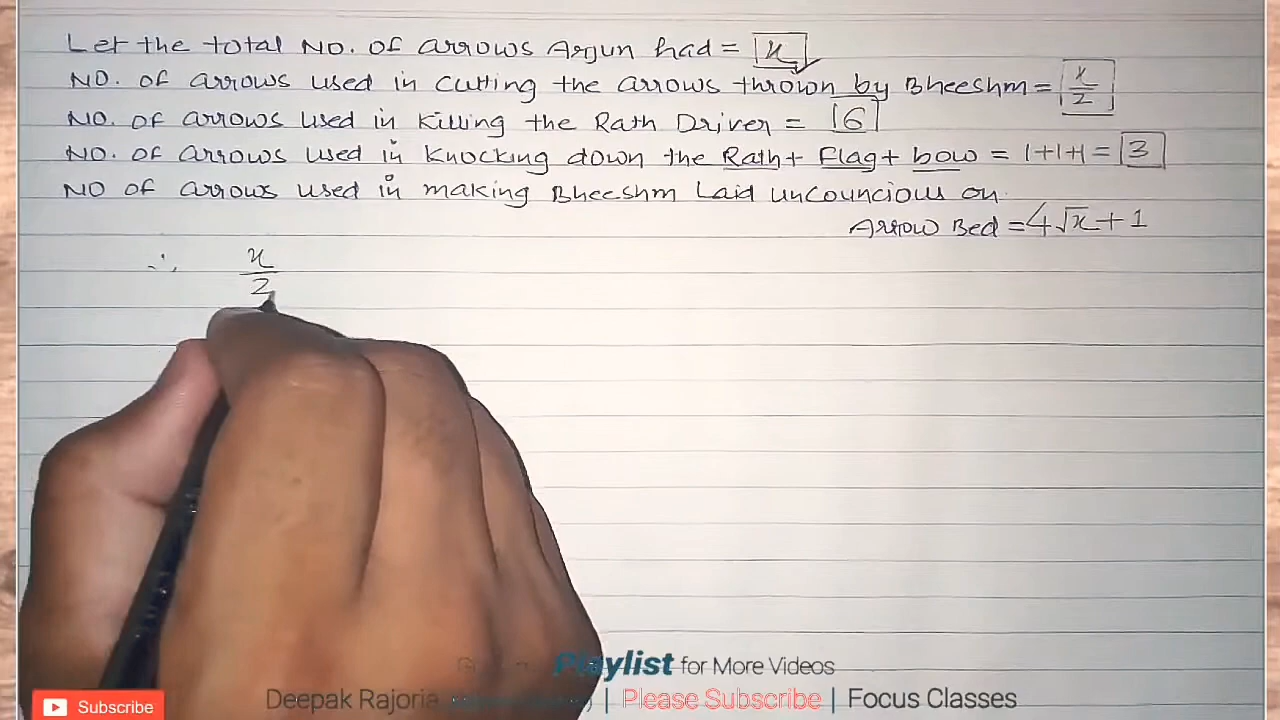 Let the total No. of arrows Arjun had = x
NO. of arrows used in cutting the arrows thrown by Bheeshm = x/2
NO. of arrows used in killing the Rath Driver = 6
NO. of arrows used in Knocking down the Rath + Flag + bow = 1+1+1 = 3
NO of arrows used in making Bheeshm Laid uncouncious on
Arrow Bed = 4√x + 1
∴ x/2
Playlist for More Videos
Subscribe
Deepak Rajoria | Please Subscribe | Focus Classes